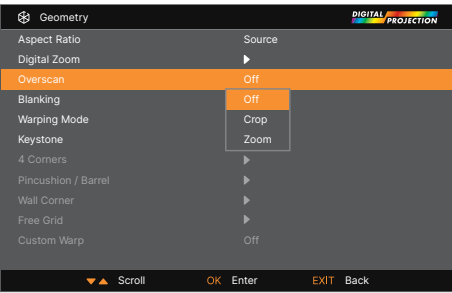 Geometry
DIGITAL PROJECTION
Aspect Ratio Source
Digital Zoom
Overscan Off
Blanking Off
Warping Mode Crop
Keystone Zoom
4 Corners
Pincushion / Barrel
Wall Corner
Free Grid
Custom Warp Off
Scroll OK Enter EXIT Back